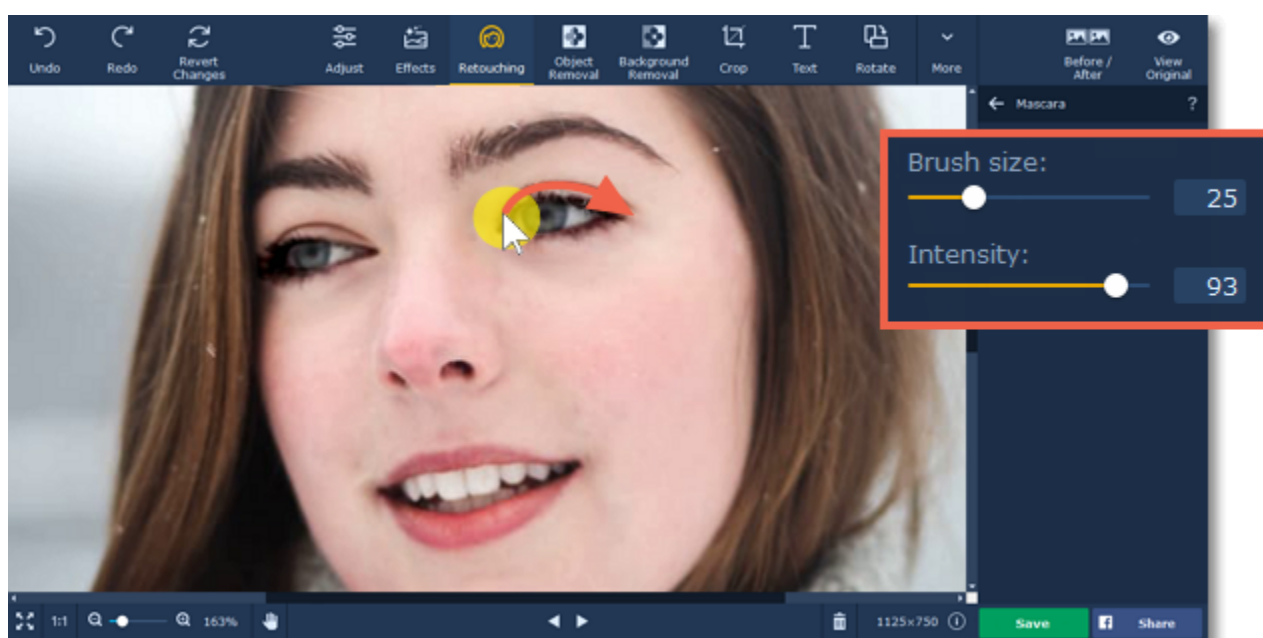 Undo
Redo
Revert
Changes
Adjust
Effects
Retouching
Object
Removal
Background
Removal
Crop
Text
Rotate
More
Before /
After
View
Original
Mascara ?
Brush size:
25
Intensity:
93
1:1
163%
1125×750
Save
Share